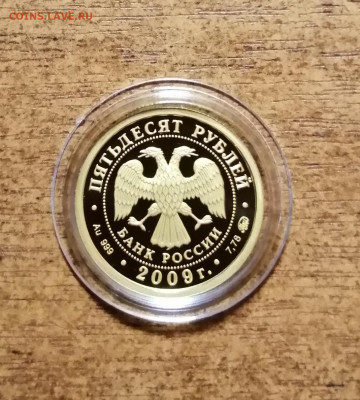 COINS.LAVE.RU
ПЯТЬДЕСЯТ РУБЛЕЙ
Au 999
БАНК РОССИИ
7,78
2009 г.